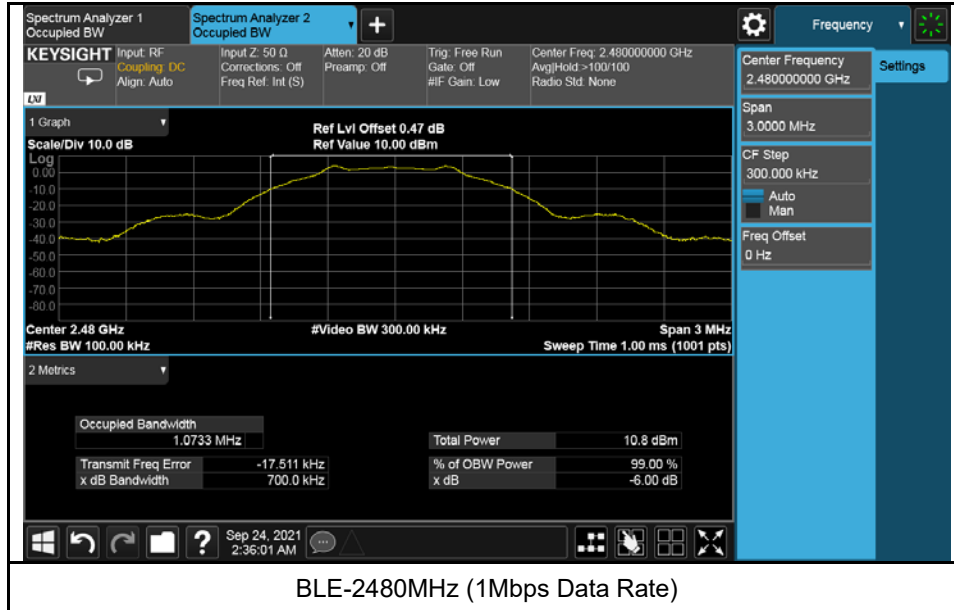 Spectrum Analyzer 1
Occupied BW
Spectrum Analyzer 2
Occupied BW
+
Frequency
KEYSIGHT
LXI
Input: RF
Coupling: DC
Align: Auto
Input Z: 50 Ω
Corrections: Off
Freq Ref: Int (S)
Atten: 20 dB
Preamp: Off
Trig: Free Run
Gate: Off
#IF Gain: Low
Center Freq: 2.480000000 GHz
Avg|Hold:>100/100
Radio Std: None
Center Frequency
2.480000000 GHz
Settings
Span
3.0000 MHz
CF Step
300.000 kHz
Auto
Man
Freq Offset
0 Hz
1 Graph
Scale/Div 10.0 dB
Ref Lvl Offset 0.47 dB
Ref Value 10.00 dBm
Log
0.00
-10.0
-20.0
-30.0
-40.0
-50.0
-60.0
-70.0
-80.0
Center 2.48 GHz
#Video BW 300.00 kHz
Span 3 MHz
#Res BW 100.00 kHz
Sweep Time 1.00 ms (1001 pts)
2 Metrics
Occupied Bandwidth
1.0733 MHz
Total Power 10.8 dBm
Transmit Freq Error -17.511 kHz
% of OBW Power 99.00 %
x dB Bandwidth 700.0 kHz
x dB -6.00 dB
?
Sep 24, 2021
2:36:01 AM
BLE-2480MHz (1Mbps Data Rate)